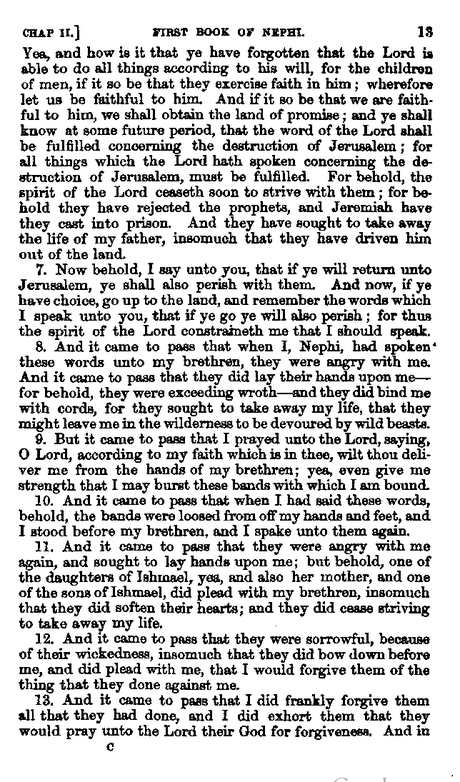 CHAP II.] FIRST BOOK OF NEPHI. 13
Yea, and how is it that ye have forgotten that the Lord is
able to do all things according to his will, for the children
of men, if it so be that they exercise faith in him; wherefore
let us be faithful to him. And if it so be that we are faith-
ful to him, we shall obtain the land of promise; and ye shall
know at some future period, that the word of the Lord shall
be fulfilled concerning the destruction of Jerusalem; for
all things which the Lord hath spoken concerning the de-
struction of Jerusalem, must be fulfilled. For behold, the
spirit of the Lord ceaseth soon to strive with them; for be-
hold they have rejected the prophets, and Jeremiah have
they cast into prison. And they have sought to take away
the life of my father, insomuch that they have driven him
out of the land.
7. Now behold, I say unto you, that if ye will return unto
Jerusalem, ye shall also perish with them. And now, if ye
have choice, go up to the land, and remember the words which
I speak unto you, that if ye go ye will also perish; for thus
the spirit of the Lord constraineth me that I should speak.
8. And it came to pass that when I, Nephi, had spoken
these words unto my brethren, they were angry with me.
And it came to pass that they did lay their hands upon me—
for behold, they were exceeding wroth—and they did bind me
with cords, for they sought to take away my life, that they
might leave me in the wilderness to be devoured by wild beasts.
9. But it came to pass that I prayed unto the Lord, saying,
O Lord, according to my faith which is in thee, wilt thou deli-
ver me from the hands of my brethren; yea, even give me
strength that I may burst these bands with which I am bound.
10. And it came to pass that when I had said these words,
behold, the bands were loosed from off my hands and feet, and
I stood before my brethren, and I spake unto them again.
11. And it came to pass that they were angry with me
again, and sought to lay hands upon me; but behold, one of
the daughters of Ishmael, yea, and also her mother, and one
of the sons of Ishmael, did plead with my brethren, insomuch
that they did soften their hearts; and they did cease striving
to take away my life.
12. And it came to pass that they were sorrowful, because
of their wickedness, insomuch that they did bow down before
me, and did plead with me, that I would forgive them of the
thing that they done against me.
13. And it came to pass that I did frankly forgive them
all that they had done, and I did exhort them that they
would pray unto the Lord their God for forgiveness. And in
C